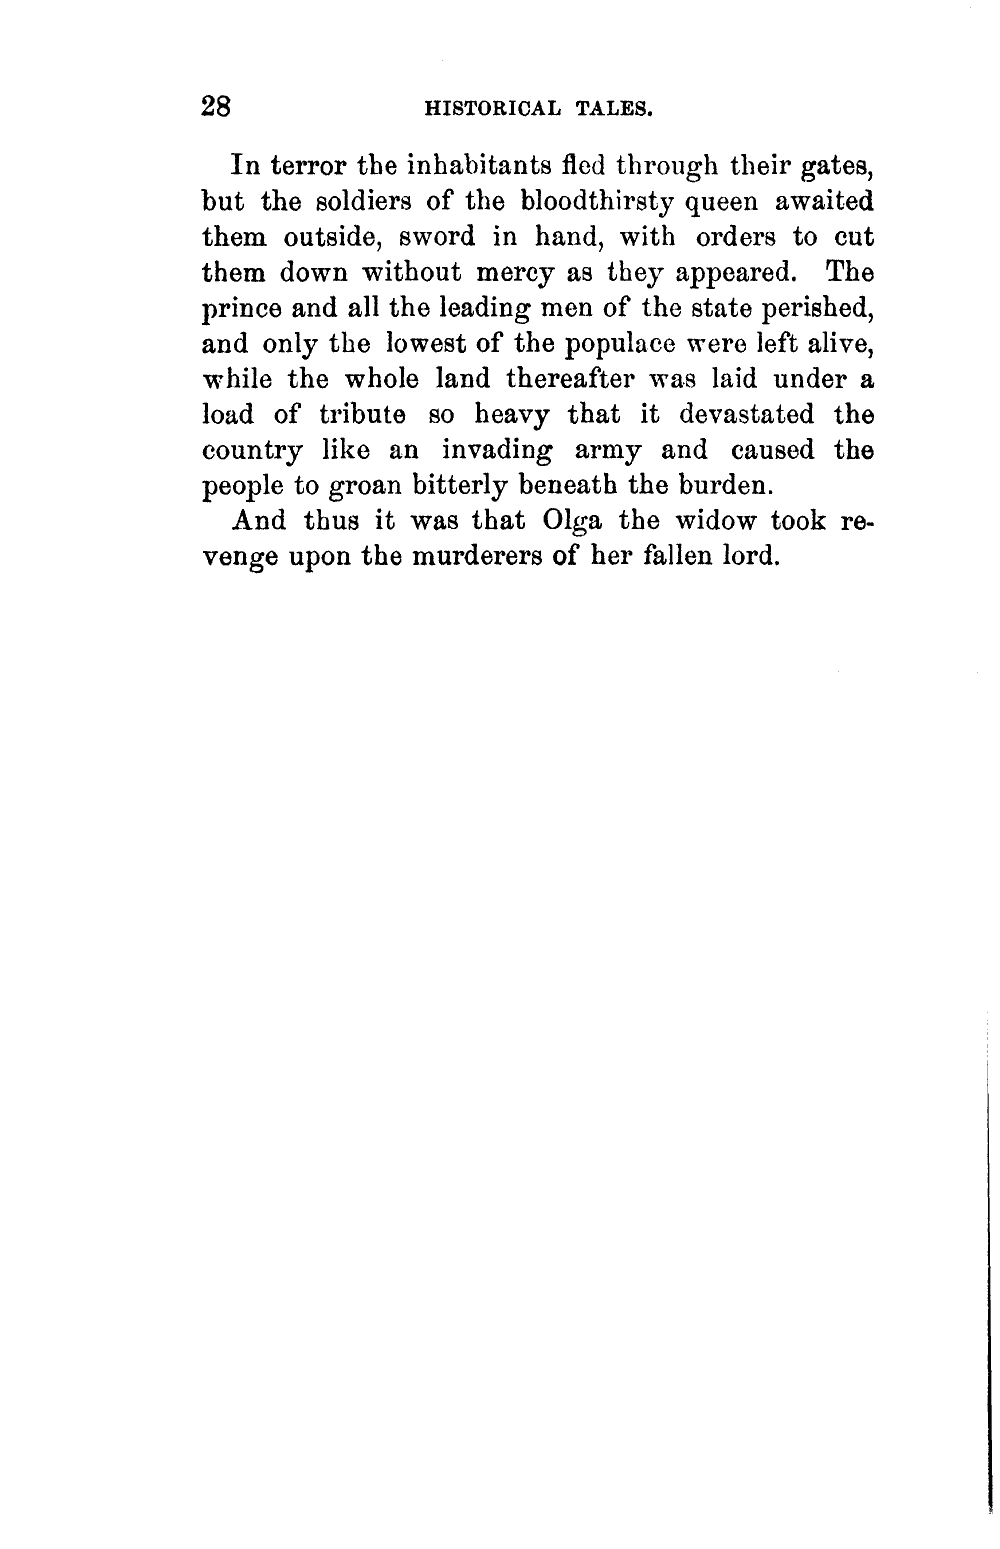 28 HISTORICAL TALES.
In terror the inhabitants fled through their gates,
but the soldiers of the bloodthirsty queen awaited
them outside, sword in hand, with orders to cut
them down without mercy as they appeared. The
prince and all the leading men of the state perished,
and only the lowest of the populace were left alive,
while the whole land thereafter was laid under a
load of tribute so heavy that it devastated the
country like an invading army and caused the
people to groan bitterly beneath the burden.
And thus it was that Olga the widow took re-
venge upon the murderers of her fallen lord.